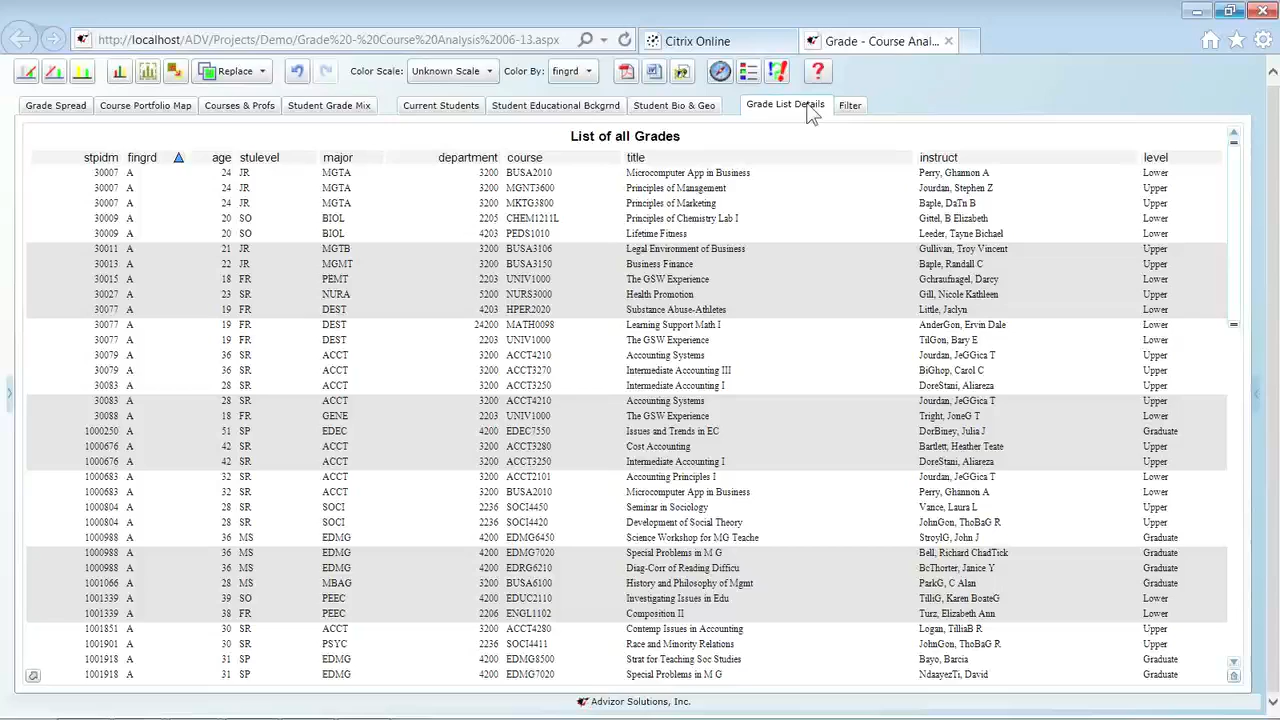 http://localhost/ADV/Projects/Demo/Grade%20-%20Course%20Analysis%2006-13.aspx
Citrix Online
Grade - Course Anal...
Replace
Color Scale:
Unknown Scale
Color By:
fingrd
Grade Spread
Course Portfolio Map
Courses & Profs
Student Grade Mix
Current Students
Student Educational Bckgrnd
Student Bio & Geo
Grade List Details
Filter
List of all Grades
stpidm fingrd age stulevel major department course title instruct level
30007 A 24 JR MGTA 3200 BUSA2010 Microcomputer App in Business Perry, Ghannon A Lower
30007 A 24 JR MGTA 3200 MGNT3600 Principles of Management Jourdan, Stephen Z Upper
30007 A 24 JR MGTA 3200 MKTG3800 Principles of Marketing Baple, DaTn B Upper
30009 A 20 SO BIOL 2205 CHEM1211L Principles of Chemistry Lab I Gittel, B Elizabeth Lower
30009 A 20 SO BIOL 4203 PEDS1010 Lifetime Fitness Leeder, Tayne Bichael Lower
30011 A 21 JR MGTB 3200 BUSA3106 Legal Environment of Business Gullivan, Troy Vincent Upper
30013 A 22 JR MGMT 3200 BUSA3150 Business Finance Baple, Randall C Upper
30015 A 18 FR PEMT 2203 UNIV1000 The GSW Experience Gchraufnagel, Darcy Lower
30027 A 23 SR NURA 5200 NURS3000 Health Promotion Gill, Nicole Kathleen Upper
30077 A 19 FR DEST 4203 HPER2020 Substance Abuse-Athletes Little, Jaclyn Lower
30077 A 19 FR DEST 24200 MATH0098 Learning Support Math I AnderGon, Ervin Dale Lower
30077 A 19 FR DEST 2203 UNIV1000 The GSW Experience TilGon, Bary E Lower
30079 A 36 SR ACCT 3200 ACCT4210 Accounting Systems Jourdan, JeGGica T Upper
30079 A 36 SR ACCT 3200 ACCT3270 Intermediate Accounting III BiGhop, Carol C Upper
30083 A 28 SR ACCT 3200 ACCT3250 Intermediate Accounting I DoreStani, Aliareza Upper
30083 A 28 SR ACCT 3200 ACCT4210 Accounting Systems Jourdan, JeGGica T Upper
30088 A 18 FR GENE 2203 UNIV1000 The GSW Experience Tright, JoneG T Lower
1000250 A 51 SP EDEC 4200 EDEC7550 Issues and Trends in EC DorBiney, Julia J Graduate
1000676 A 42 SR ACCT 3200 ACCT3280 Cost Accounting Bartlett, Heather Teate Upper
1000676 A 42 SR ACCT 3200 ACCT3250 Intermediate Accounting I DoreStani, Aliareza Upper
1000683 A 32 SR ACCT 3200 ACCT2101 Accounting Principles I Jourdan, JeGGica T Lower
1000683 A 32 SR ACCT 3200 BUSA2010 Microcomputer App in Business Perry, Ghannon A Lower
1000804 A 28 SR SOCI 2236 SOCI4450 Seminar in Sociology Vance, Laura L Upper
1000804 A 28 SR SOCI 2236 SOCI4420 Development of Social Theory JohnGon, ThoBaG R Upper
1000988 A 36 MS EDMG 4200 EDMG6450 Science Workshop for MG Teache StroylG, John J Graduate
1000988 A 36 MS EDMG 4200 EDMG7020 Special Problems in M G Bell, Richard ChadTick Graduate
1000988 A 36 MS EDMG 4200 EDRG6210 Diag-Corr of Reading Difficu BcThorter, Janice Y Graduate
1001066 A 28 MS MBAG 3200 BUSA6100 History and Philosophy of Mgmt ParkG, C Alan Graduate
1001339 A 39 SO PEEC 4200 EDUC2110 Investigating Issues in Edu TilliG, Karen BoateG Lower
1001339 A 38 FR PEEC 2206 ENGL1102 Composition II Turz, Elizabeth Ann Lower
1001851 A 30 SR ACCT 3200 ACCT4280 Contemp Issues in Accounting Logan, TilliaB R Upper
1001901 A 30 SR PSYC 2236 SOCI4411 Race and Minority Relations JohnGon, ThoBaG R Upper
1001918 A 31 SP EDMG 4200 EDMG8500 Strat for Teaching Soc Studies Bayo, Barcia Graduate
1001918 A 31 SP EDMG 4200 EDMG7020 Special Problems in M G NdaayezTi, David Graduate
Advizor Solutions, Inc.